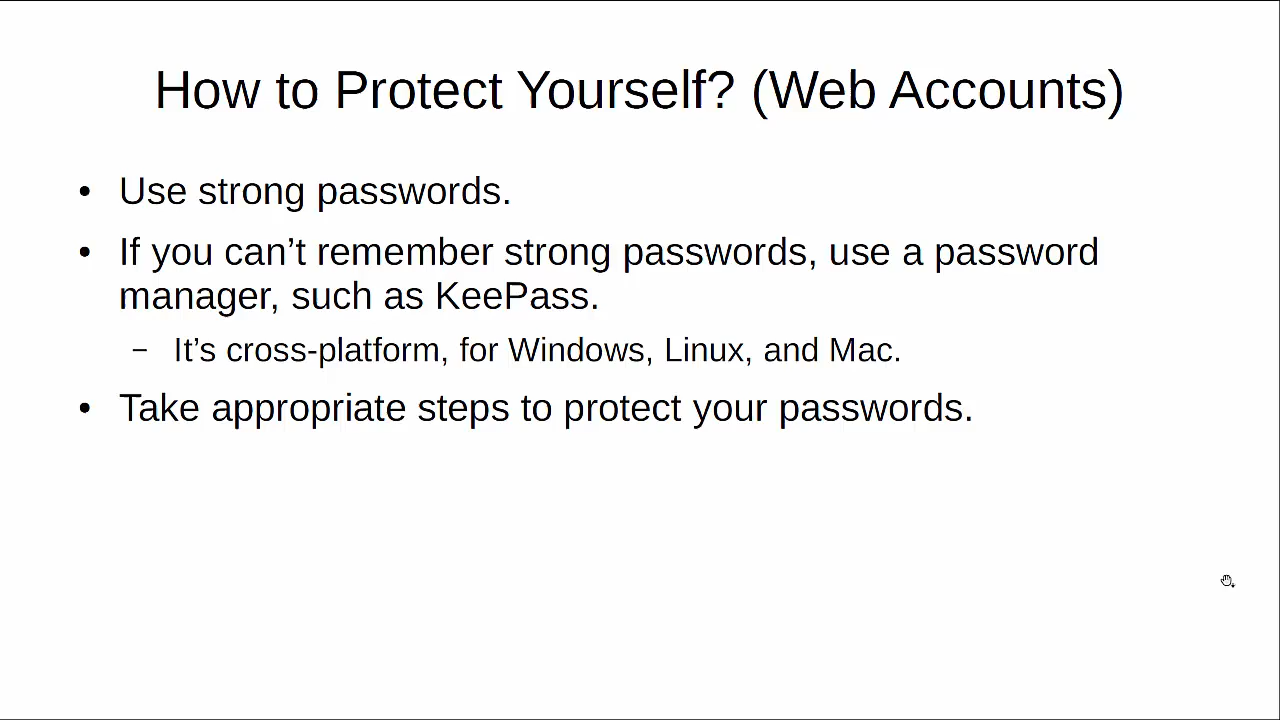 How to Protect Yourself? (Web Accounts)
• Use strong passwords.
• If you can’t remember strong passwords, use a password
manager, such as KeePass.
– It’s cross-platform, for Windows, Linux, and Mac.
• Take appropriate steps to protect your passwords.